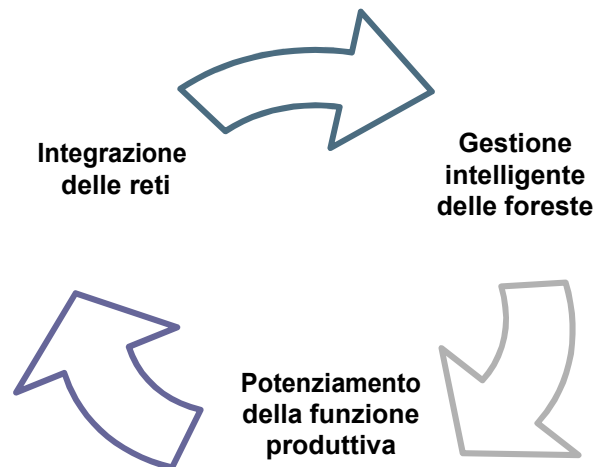 Integrazione
delle reti
Gestione
intelligente
delle foreste
Potenziamento
della funzione
produttiva